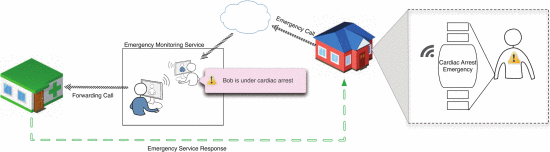 Emergency Call
Emergency Monitoring Service
Bob is under cardiac arrest
Cardiac Arrest
Emergency
Forwarding Call
Emergency Service Response